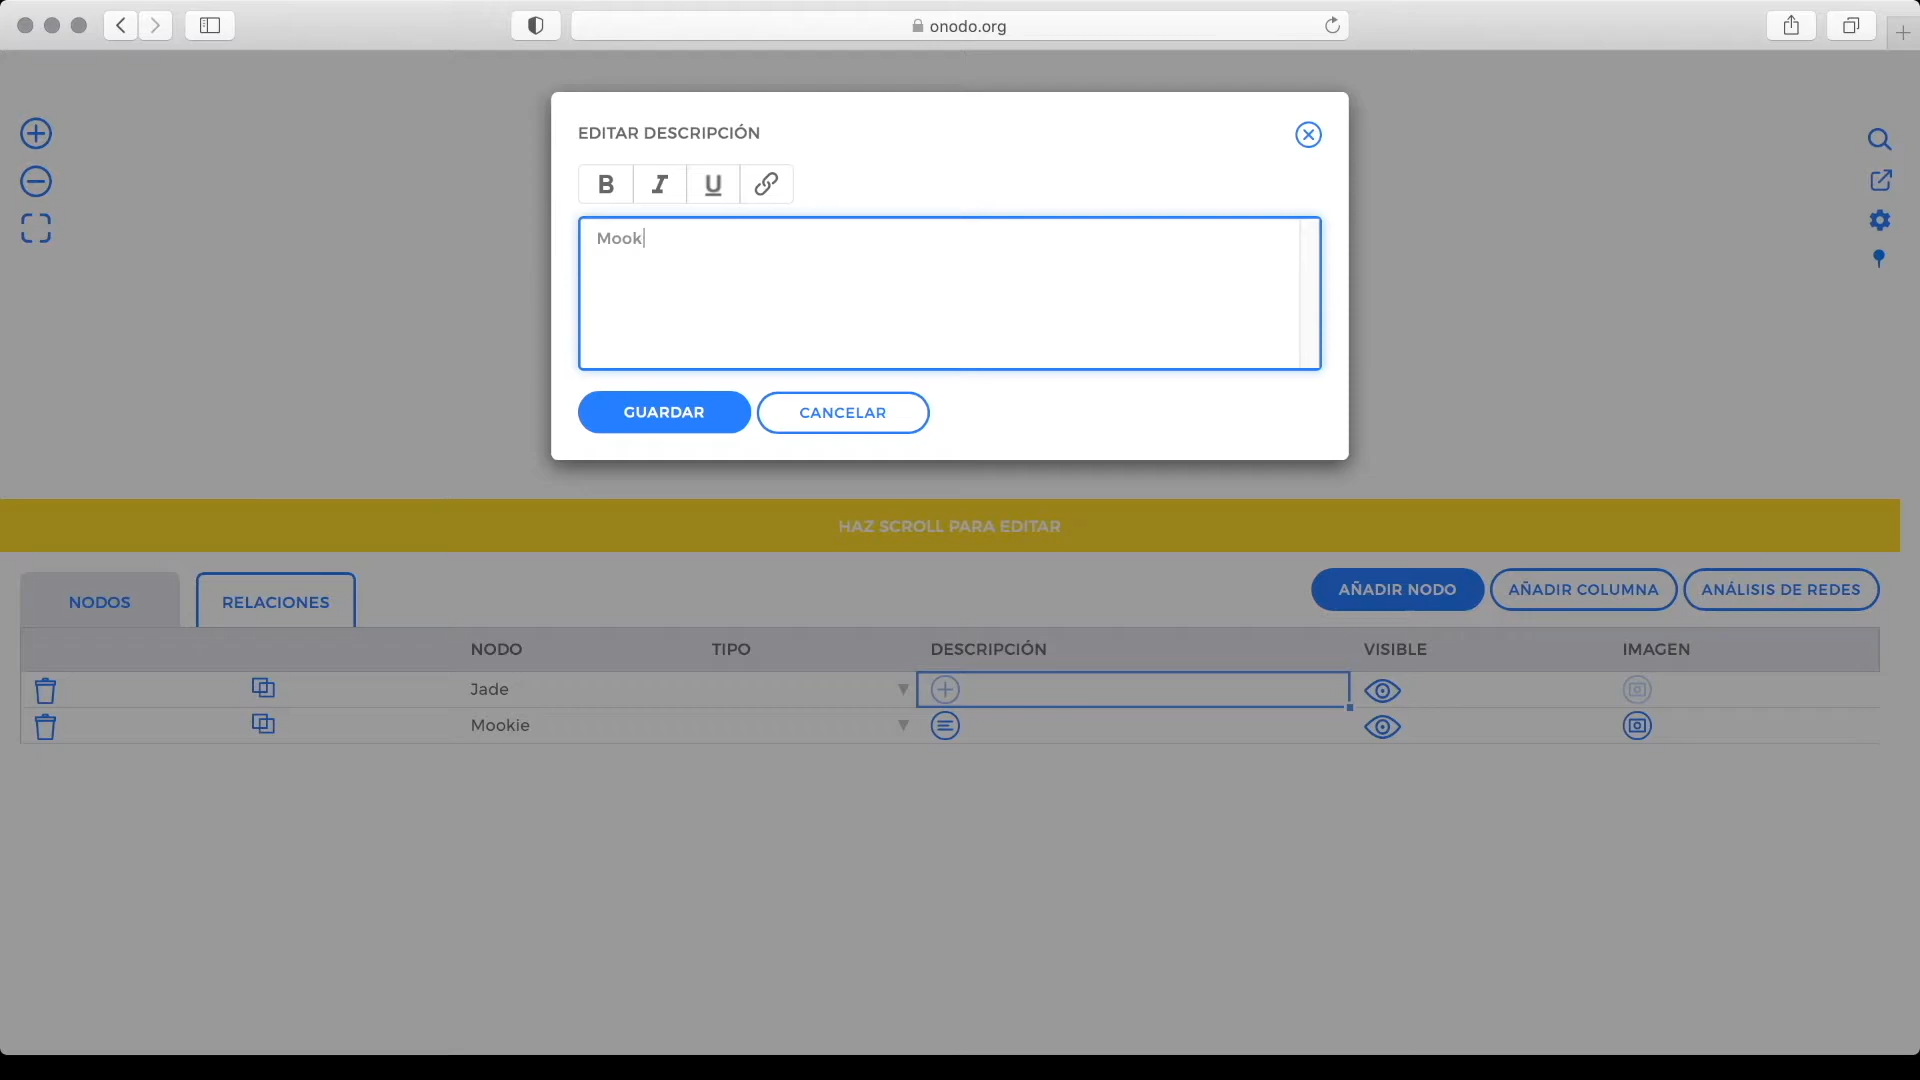 onodo.org
EDITAR DESCRIPCIÓN
B I U
Mook
GUARDAR CANCELAR
HAZ SCROLL PARA EDITAR
NODOS RELACIONES AÑADIR NODO AÑADIR COLUMNA ANÁLISIS DE REDES
NODO TIPO DESCRIPCIÓN VISIBLE IMAGEN
Jade
Mookie